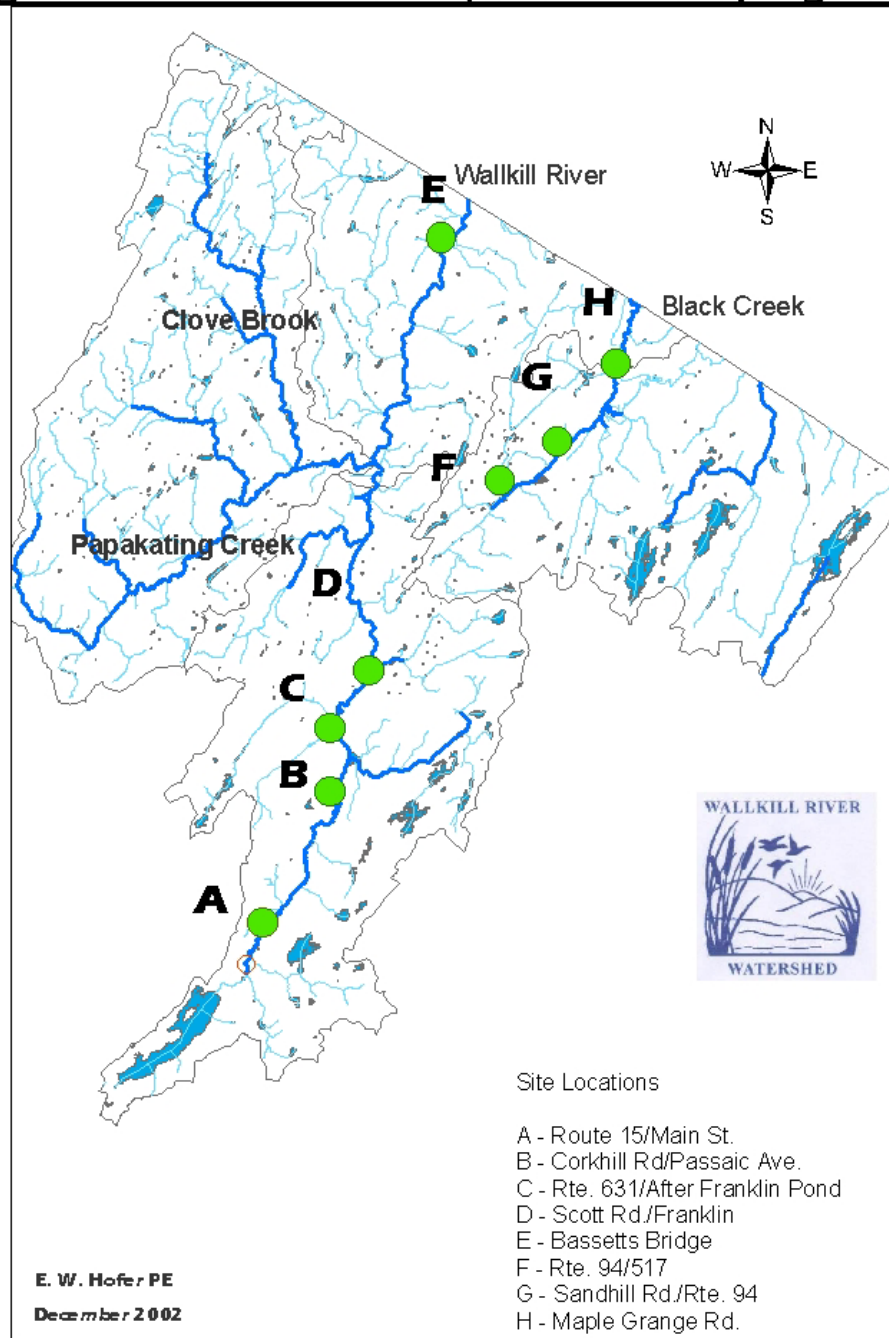 N
W E
S
E Wallkill River
H Black Creek
Clove Brook
G
F
Papakating Creek
D
C
B
A
WALLKILL RIVER
WATERSHED
Site Locations
A - Route 15/Main St.
B - Corkhill Rd/Passaic Ave.
C - Rte. 631/After Franklin Pond
D - Scott Rd./Franklin
E - Bassetts Bridge
F - Rte. 94/517
G - Sandhill Rd./Rte. 94
H - Maple Grange Rd.
E. W. Hofer PE
December 2002